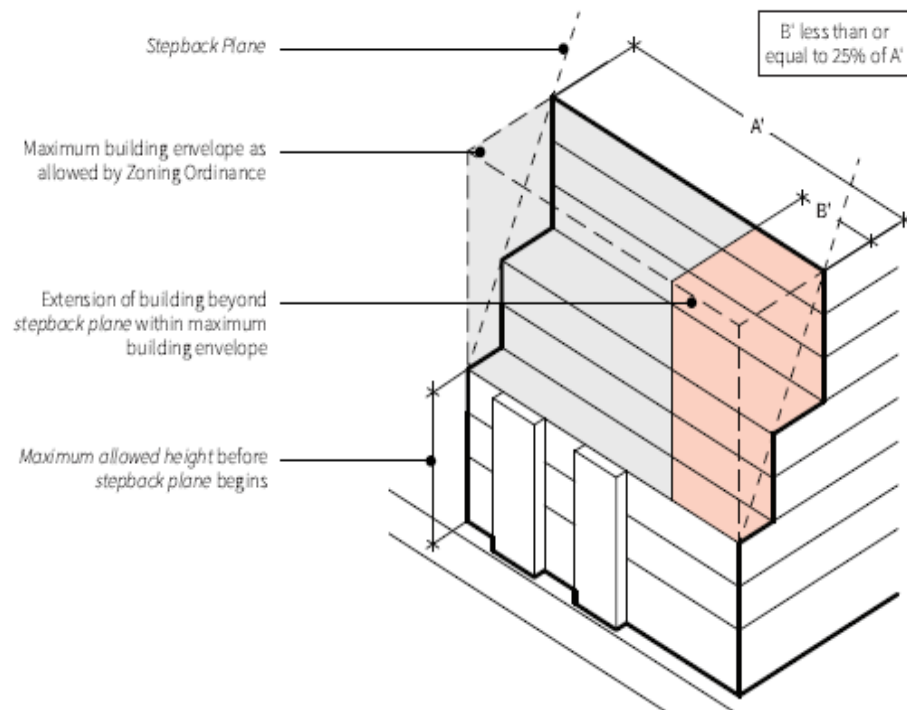 Stepback Plane
B' less than or
equal to 25% of A'
A'
Maximum building envelope as
allowed by Zoning Ordinance
B'
Extension of building beyond
stepback plane within maximum
building envelope
Maximum allowed height before
stepback plane begins